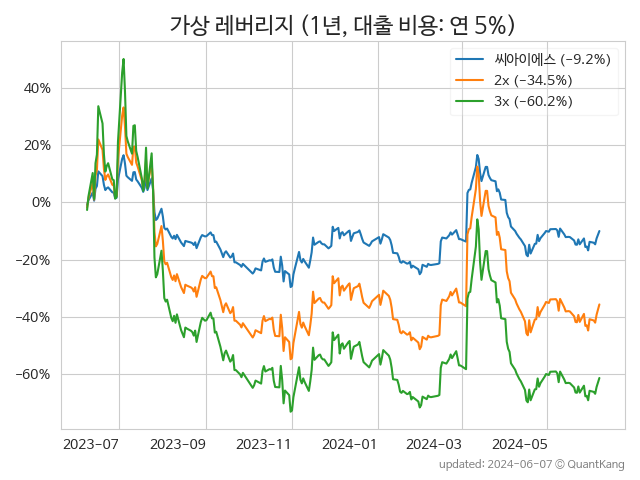 가상 레버리지 (1년, 대출 비용: 연 5%)
씨아이에스 (−9.2%)
2x (−34.5%)
3x (−60.2%)
40%
20%
0%
−20%
−40%
−60%
2023-07 2023-09 2023-11 2024-01 2024-03 2024-05
updated: 2024-06-07 © QuantKang